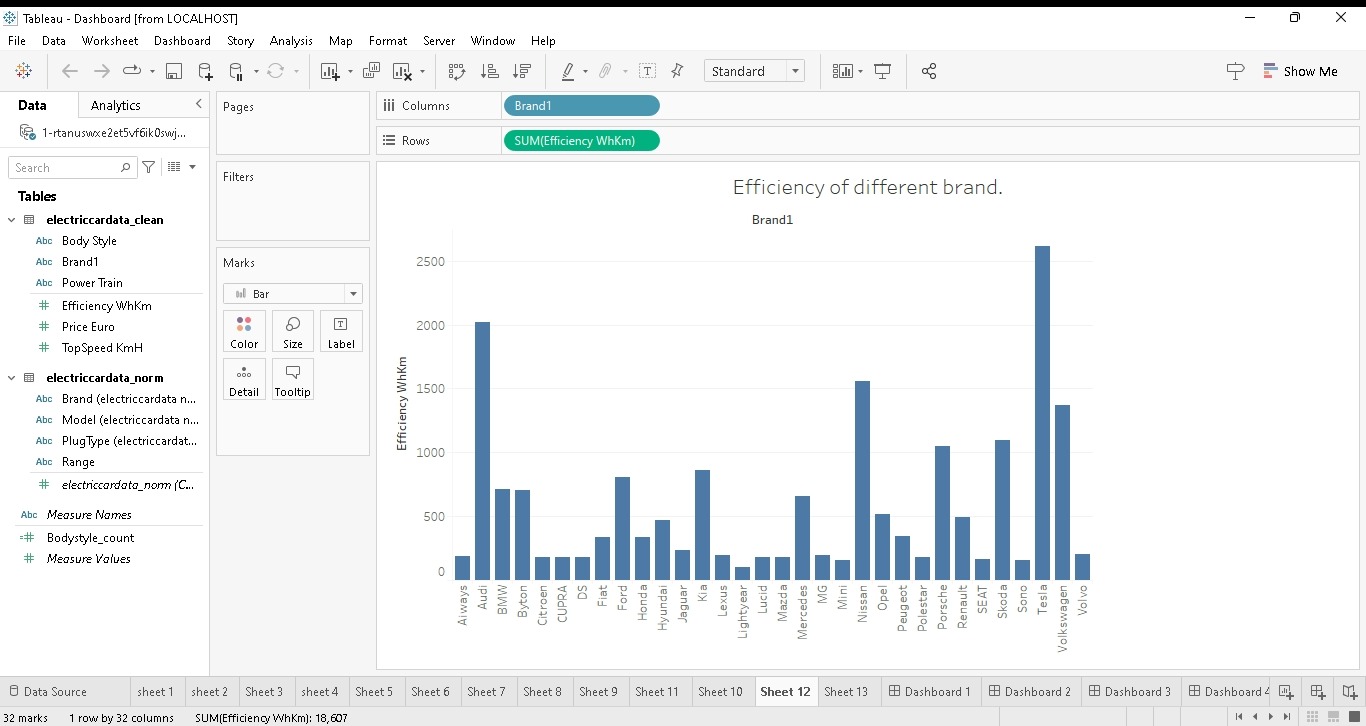 Tableau - Dashboard [from LOCALHOST]
File Data Worksheet Dashboard Story Analysis Map Format Server Window Help
Standard
Show Me
Data Analytics
1-rtanuswxe2et5vf6ik0swj...
Search
Tables
electriccardata_clean
Abc Body Style
Abc Brand1
Abc Power Train
# Efficiency WhKm
# Price Euro
# TopSpeed KmH
electriccardata_norm
Abc Brand (electriccardata n...
Abc Model (electriccardata n...
Abc PlugType (electriccardat...
Abc Range
# electriccardata_norm (C...
Abc Measure Names
=# Bodystyle_count
# Measure Values
Pages
Filters
Marks
Bar
Color Size Label
Detail Tooltip
Columns Brand1
Rows SUM(Efficiency WhKm)
Efficiency of different brand.
Brand1
Efficiency WhKm
2500
2000
1500
1000
500
0
Aiways
Audi
BMW
Byton
Citroen
CUPRA
DS
Fiat
Ford
Honda
Hyundai
Jaguar
Kia
Lexus
Lightyear
Lucid
Mazda
Mercedes
MG
Mini
Nissan
Opel
Peugeot
Polestar
Porsche
Renault
SEAT
Skoda
Sono
Tesla
Volkswagen
Volvo
Data Source sheet 1 sheet 2 Sheet 3 sheet 4 Sheet 5 Sheet 6 Sheet 7 Sheet 8 Sheet 9 Sheet 11 Sheet 10 Sheet 12 Sheet 13 Dashboard 1 Dashboard 2 Dashboard 3 Dashboard 4
32 marks 1 row by 32 columns SUM(Efficiency WhKm): 18,607